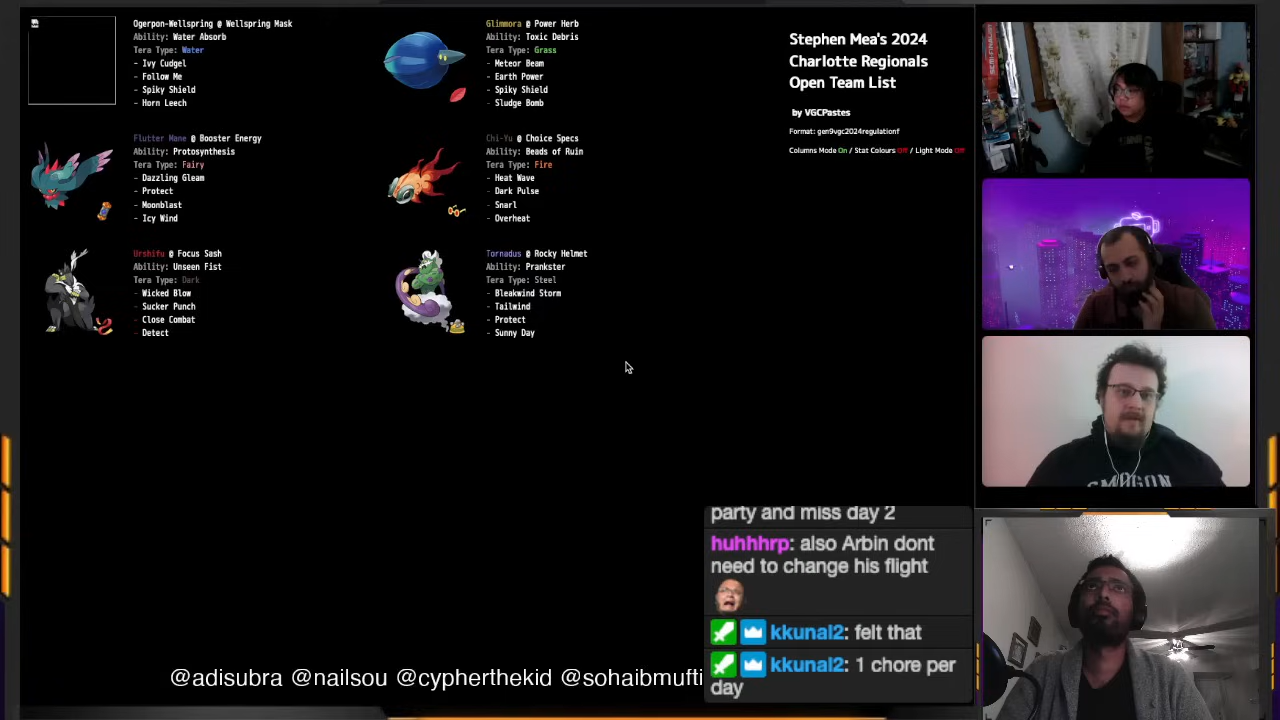 Ogerpon-Wellspring @ Wellspring Mask
Ability: Water Absorb
Tera Type: Water
- Ivy Cudgel
- Follow Me
- Spiky Shield
- Horn Leech
Glimmora @ Power Herb
Ability: Toxic Debris
Tera Type: Grass
- Meteor Beam
- Earth Power
- Spiky Shield
- Sludge Bomb
Flutter Mane @ Booster Energy
Ability: Protosynthesis
Tera Type: Fairy
- Dazzling Gleam
- Protect
- Moonblast
- Icy Wind
Chi-Yu @ Choice Specs
Ability: Beads of Ruin
Tera Type: Fire
- Heat Wave
- Dark Pulse
- Snarl
- Overheat
Urshifu @ Focus Sash
Ability: Unseen Fist
Tera Type: Dark
- Wicked Blow
- Sucker Punch
- Close Combat
- Detect
Tornadus @ Rocky Helmet
Ability: Prankster
Tera Type: Steel
- Bleakwind Storm
- Tailwind
- Protect
- Sunny Day
Stephen Mea's 2024
Charlotte Regionals
Open Team List
by VGCPastes
Format: gen9vgc2024regulationf
Columns Mode On / Stat Colours Off / Light Mode Off
SMOGON
party and miss day 2
huhhhrp: also Arbin dont
need to change his flight
kkunal2: felt that
kkunal2: 1 chore per
day
@adisubra @nailsou @cypherthekid @sohaibmufti